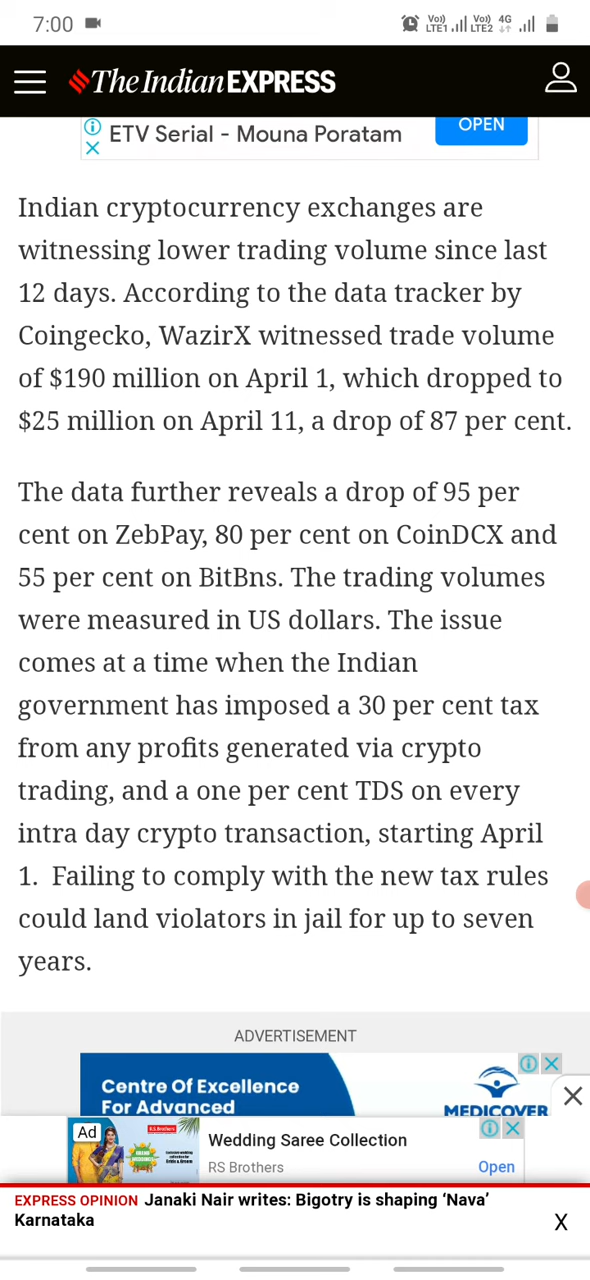 7:00
Vo)) LTE1 Vo)) LTE2 4G
The Indian EXPRESS
ETV Serial - Mouna Poratam
OPEN
Indian cryptocurrency exchanges are
witnessing lower trading volume since last
12 days. According to the data tracker by
Coingecko, WazirX witnessed trade volume
of $190 million on April 1, which dropped to
$25 million on April 11, a drop of 87 per cent.
The data further reveals a drop of 95 per
cent on ZebPay, 80 per cent on CoinDCX and
55 per cent on BitBns. The trading volumes
were measured in US dollars. The issue
comes at a time when the Indian
government has imposed a 30 per cent tax
from any profits generated via crypto
trading, and a one per cent TDS on every
intra day crypto transaction, starting April
1.  Failing to comply with the new tax rules
could land violators in jail for up to seven
years.
ADVERTISEMENT
Centre Of Excellence
For Advanced
MEDICOVER
Ad
Wedding Saree Collection
RS Brothers
Open
EXPRESS OPINION Janaki Nair writes: Bigotry is shaping ‘Nava’
Karnataka
X